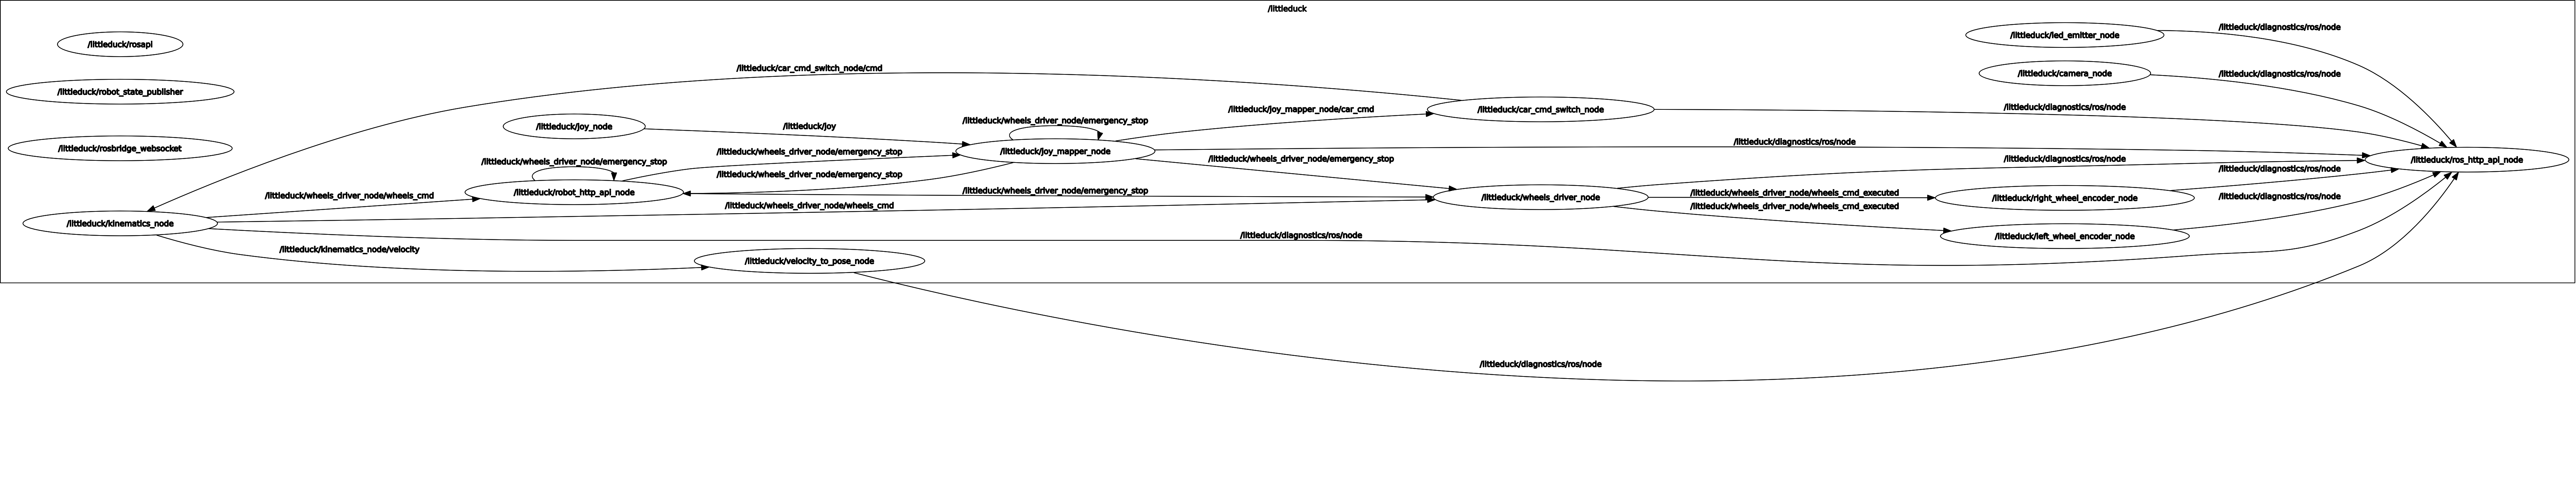 /littleduck
/littleduck/rosapi
/littleduck/robot_state_publisher
/littleduck/rosbridge_websocket
/littleduck/led_emitter_node
/littleduck/diagnostics/ros/node
/littleduck/camera_node
/littleduck/diagnostics/ros/node
/littleduck/car_cmd_switch_node/cmd
/littleduck/joy_mapper_node/car_cmd
/littleduck/car_cmd_switch_node
/littleduck/diagnostics/ros/node
/littleduck/joy_node
/littleduck/joy
/littleduck/wheels_driver_node/emergency_stop
/littleduck/joy_mapper_node
/littleduck/diagnostics/ros/node
/littleduck/wheels_driver_node/emergency_stop
/littleduck/wheels_driver_node/emergency_stop
/littleduck/wheels_driver_node/emergency_stop
/littleduck/wheels_driver_node/emergency_stop
/littleduck/diagnostics/ros/node
/littleduck/ros_http_api_node
/littleduck/diagnostics/ros/node
/littleduck/wheels_driver_node/wheels_cmd
/littleduck/robot_http_api_node
/littleduck/wheels_driver_node/emergency_stop
/littleduck/wheels_driver_node
/littleduck/wheels_driver_node/wheels_cmd_executed
/littleduck/right_wheel_encoder_node
/littleduck/diagnostics/ros/node
/littleduck/wheels_driver_node/wheels_cmd
/littleduck/wheels_driver_node/wheels_cmd_executed
/littleduck/kinematics_node
/littleduck/diagnostics/ros/node
/littleduck/left_wheel_encoder_node
/littleduck/kinematics_node/velocity
/littleduck/velocity_to_pose_node
/littleduck/diagnostics/ros/node